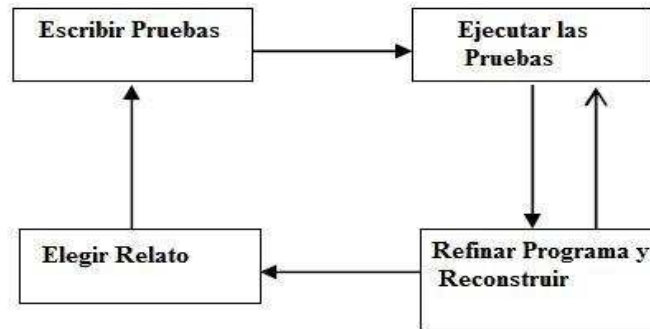 Escribir Pruebas
Ejecutar las
Pruebas
Elegir Relato
Refinar Programa y
Reconstruir